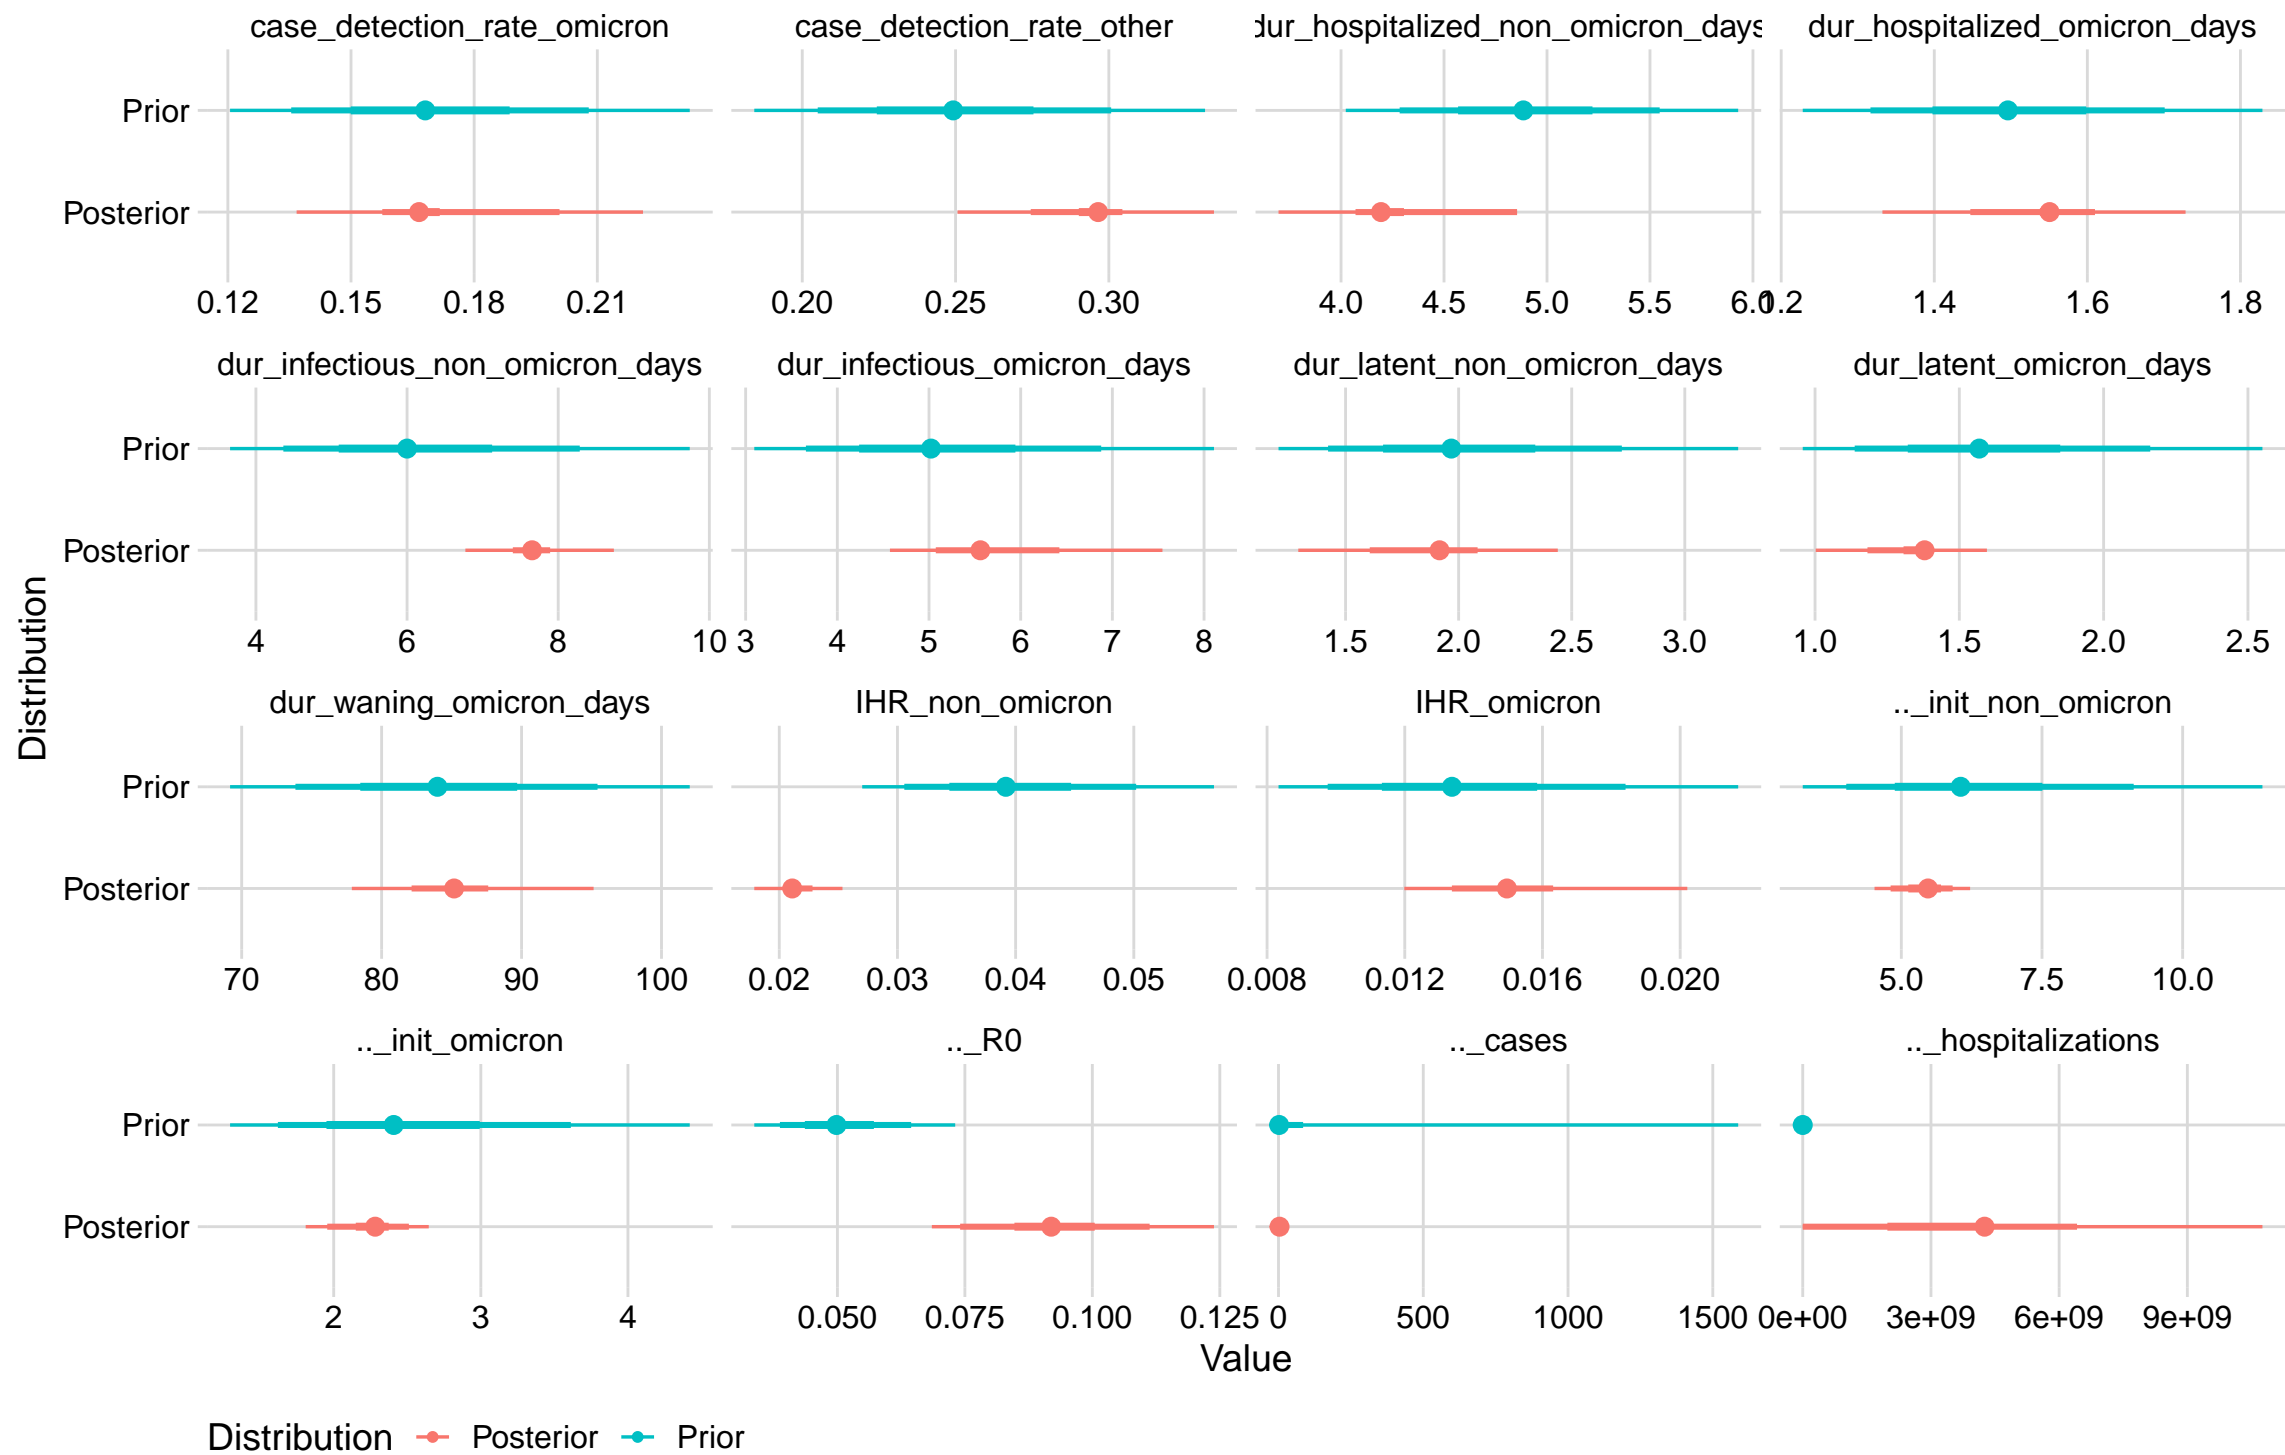 case_detection_rate_omicron case_detection_rate_other dur_hospitalized_non_omicron_days dur_hospitalized_omicron_days
Prior
Posterior
0.12 0.15 0.18 0.21 0.20 0.25 0.30 4.0 4.5 5.0 5.5 6.0 1.2 1.4 1.6 1.8
dur_infectious_non_omicron_days dur_infectious_omicron_days dur_latent_non_omicron_days dur_latent_omicron_days
Prior
Posterior
4 6 8 10 3 4 5 6 7 8 1.5 2.0 2.5 3.0 1.0 1.5 2.0 2.5
Distribution
dur_waning_omicron_days IHR_non_omicron IHR_omicron .._init_non_omicron
Prior
Posterior
70 80 90 100 0.02 0.03 0.04 0.05 0.008 0.012 0.016 0.020 5.0 7.5 10.0
.._init_omicron .._R0 .._cases .._hospitalizations
Prior
Posterior
2 3 4 0.050 0.075 0.100 0.125 0 500 1000 1500 0e+00 3e+09 6e+09 9e+09
Value
Distribution Posterior Prior